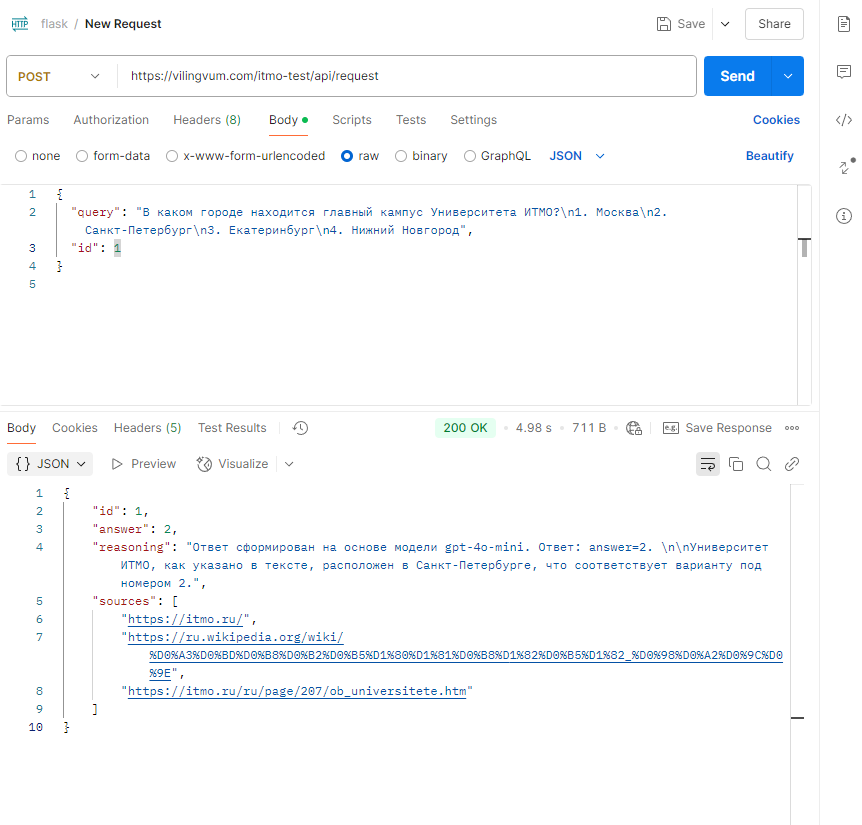 HTTP flask / New Request Save Share
POST https://vilingvum.com/itmo-test/api/request Send
Params Authorization Headers (8) Body Scripts Tests Settings Cookies
none form-data x-www-form-urlencoded raw binary GraphQL JSON Beautify
1 {
2 "query": "В каком городе находится главный кампус Университета ИТМО?\n1. Москва\n2.
Санкт-Петербург\n3. Екатеринбург\n4. Нижний Новгород",
3 "id": 1
4 }
5
Body Cookies Headers (5) Test Results 200 OK 4.98 s 711 B e.g. Save Response
{} JSON Preview Visualize
1 {
2 "id": 1,
3 "answer": 2,
4 "reasoning": "Ответ сформирован на основе модели gpt-4o-mini. Ответ: answer=2. \n\nУниверситет
ИТМО, как указано в тексте, расположен в Санкт-Петербурге, что соответствует варианту под
номером 2.",
5 "sources": [
6 "https://itmo.ru/",
7 "https://ru.wikipedia.org/wiki/
%D0%A3%D0%BD%D0%B8%D0%B2%D0%B5%D1%80%D1%81%D0%B8%D1%82%D0%B5%D1%82_%D0%98%D0%A2%D0%9C%D0
%9E",
8 "https://itmo.ru/ru/page/207/ob_universitete.htm"
9 ]
10 }